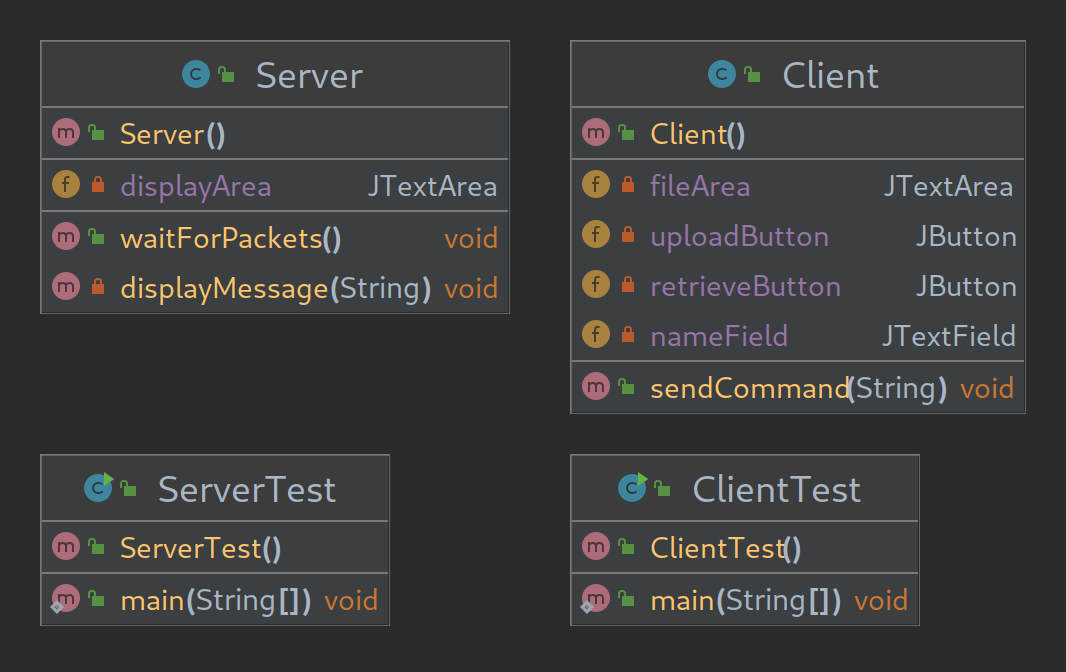 Server
Server()
displayArea JTextArea
waitForPackets() void
displayMessage(String) void
Client
Client()
fileArea JTextArea
uploadButton JButton
retrieveButton JButton
nameField JTextField
sendCommand(String) void
ServerTest
ServerTest()
main(String[]) void
ClientTest
ClientTest()
main(String[]) void